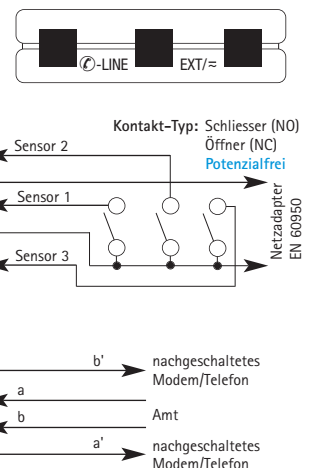 ✆-LINE EXT/≂
Kontakt-Typ: Schliesser (NO)
Öffner (NC)
Potenzialfrei
Sensor 2
Sensor 1
Sensor 3
Netzadapter
EN 60950
b' nachgeschaltetes
Modem/Telefon
a
b Amt
a' nachgeschaltetes
Modem/Telefon